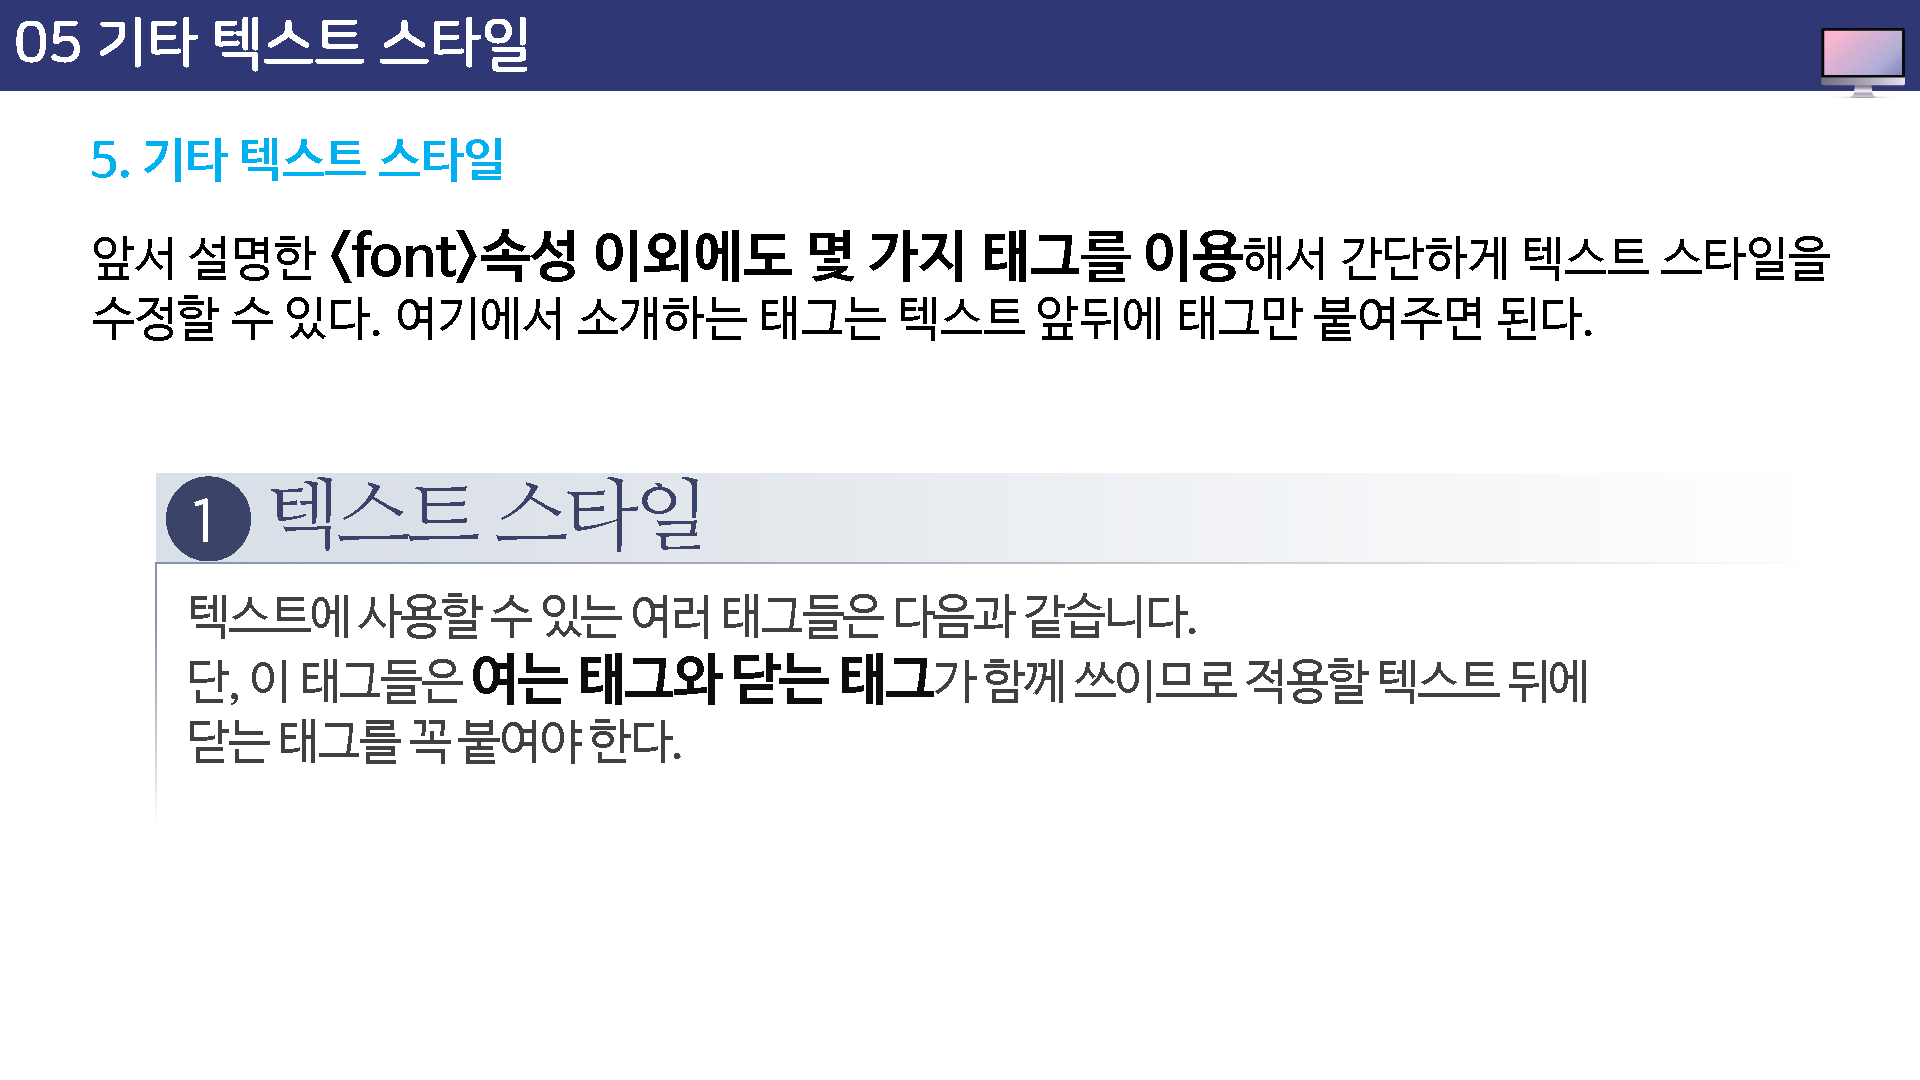 05 기타 텍스트 스타일
5. 기타 텍스트 스타일
앞서 설명한 <font>속성 이외에도 몇 가지 태그를 이용해서 간단하게 텍스트 스타일을
수정할 수 있다. 여기에서 소개하는 태그는 텍스트 앞뒤에 태그만 붙여주면 된다.
1 텍스트 스타일
텍스트에 사용할 수 있는 여러 태그들은 다음과 같습니다.
단, 이 태그들은 여는 태그와 닫는 태그가 함께 쓰이므로 적용할 텍스트 뒤에
닫는 태그를 꼭 붙여야 한다.